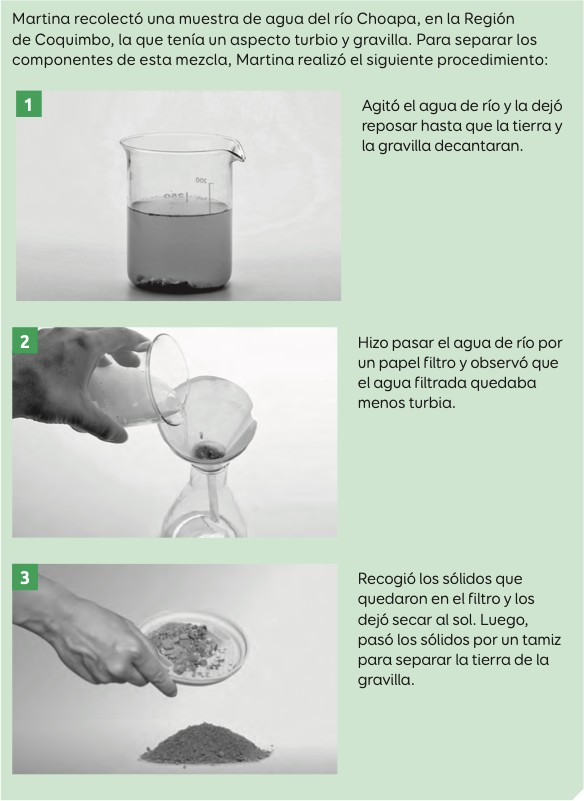 Martina recolectó una muestra de agua del río Choapa, en la Región
de Coquimbo, la que tenía un aspecto turbio y gravilla. Para separar los
componentes de esta mezcla, Martina realizó el siguiente procedimiento:
1
Agitó el agua de río y la dejó
reposar hasta que la tierra y
la gravilla decantaran.
2
Hizo pasar el agua de río por
un papel filtro y observó que
el agua filtrada quedaba
menos turbia.
3
Recogió los sólidos que
quedaron en el filtro y los
dejó secar al sol. Luego,
pasó los sólidos por un tamiz
para separar la tierra de la
gravilla.